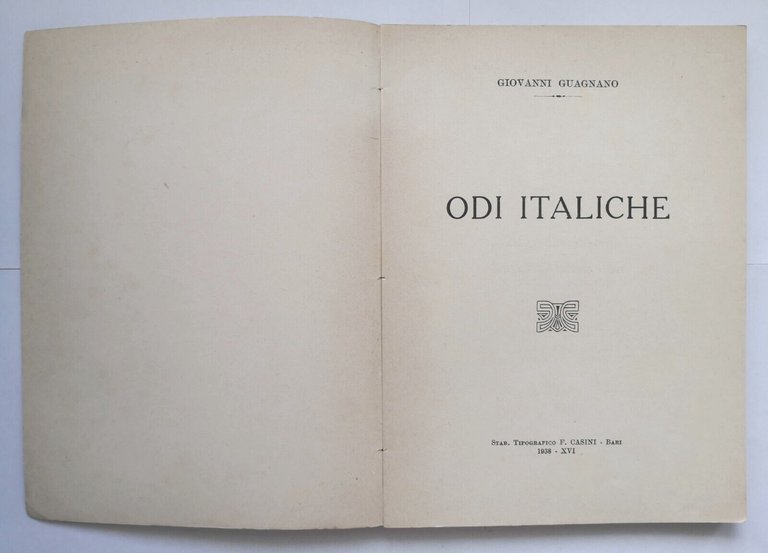 GIOVANNI GUAGNANO
ODI ITALICHE
Stab. Tipografico F. CASINI - Bari
1938 - XVI